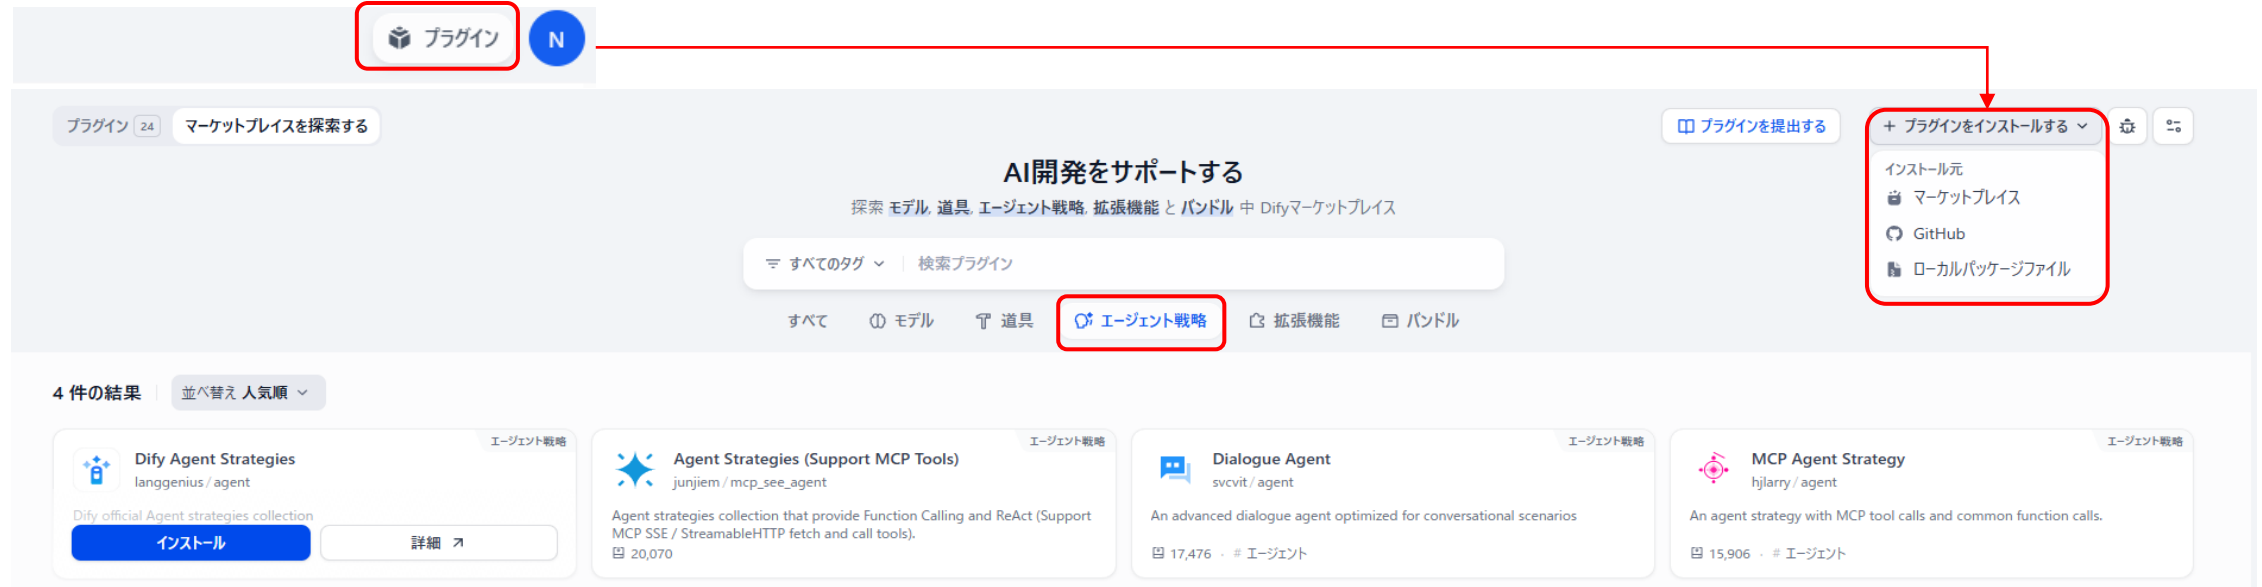 プラグイン
N
プラグイン 24 マーケットプレイスを探索する
プラグインを提出する
+ プラグインをインストールする
インストール元
マーケットプレイス
GitHub
ローカルパッケージファイル
AI開発をサポートする
探索 モデル, 道具, エージェント戦略, 拡張機能 と バンドル 中 Difyマーケットプレイス
すべてのタグ 検索プラグイン
すべて モデル 道具 エージェント戦略 拡張機能 バンドル
4 件の結果 並べ替え 人気順
エージェント戦略
Dify Agent Strategies
langgenius / agent
Dify official Agent strategies collection
インストール 詳細
エージェント戦略
Agent Strategies (Support MCP Tools)
junjiem / mcp_see_agent
Agent strategies collection that provide Function Calling and ReAct (Support
MCP SSE / StreamableHTTP fetch and call tools).
20,070
エージェント戦略
Dialogue Agent
svcvit / agent
An advanced dialogue agent optimized for conversational scenarios
17,476 · # エージェント
エージェント戦略
MCP Agent Strategy
hjlarry / agent
An agent strategy with MCP tool calls and common function calls.
15,906 · # エージェント